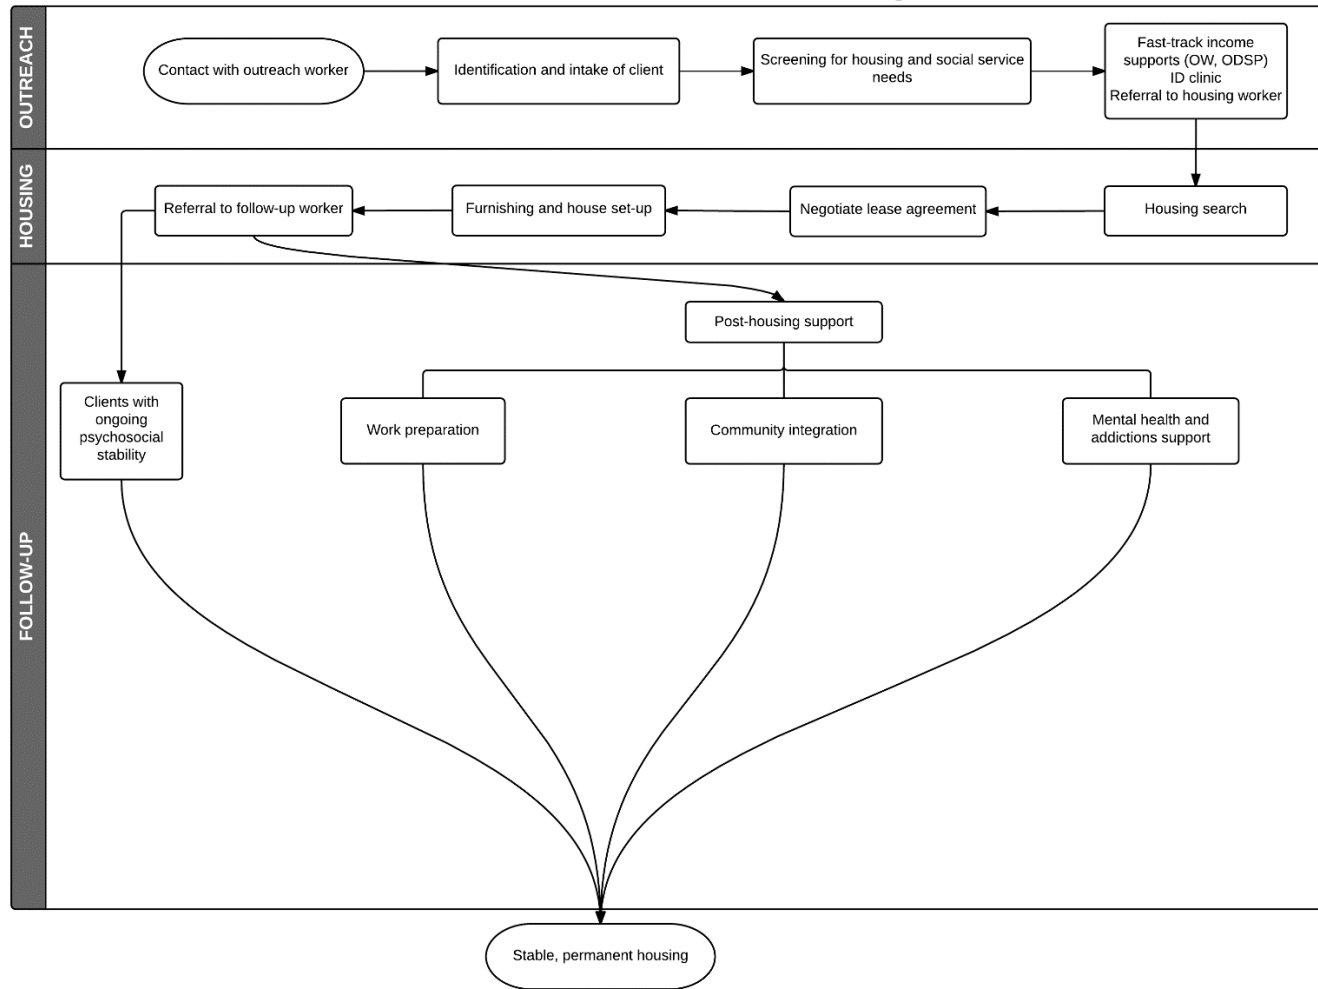 OUTREACH
Contact with outreach worker
Identification and intake of client
Screening for housing and social service
needs
Fast-track income
supports (OW, ODSP)
ID clinic
Referral to housing worker
HOUSING
Referral to follow-up worker
Furnishing and house set-up
Negotiate lease agreement
Housing search
FOLLOW-UP
Post-housing support
Clients with
ongoing
psychosocial
stability
Work preparation
Community integration
Mental health and
addictions support
Stable, permanent housing